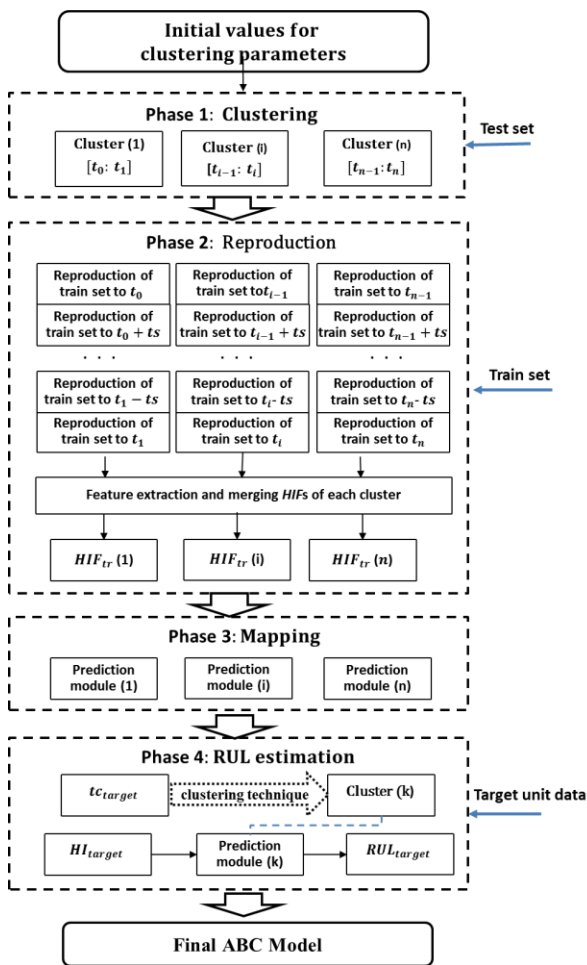 Initial values for
clustering parameters
Phase 1: Clustering
Cluster (1)
[t₀: t₁]
Cluster (i)
[tᵢ₋₁: tᵢ]
Cluster (n)
[tₙ₋₁:tₙ]
Test set
Phase 2: Reproduction
Reproduction of
train set to t₀
Reproduction of
train set totᵢ₋₁
Reproduction of
train set to tₙ₋₁
Reproduction of
train set to t₀ + ts
Reproduction of
train set to tᵢ₋₁ + ts
Reproduction of
train set to tₙ₋₁ + ts
. . .
. . .
. . .
Reproduction of
train set to t₁ − ts
Reproduction of
train set to tᵢ- ts
Reproduction of
train set to tₙ- ts
Reproduction of
train set to t₁
Reproduction of
train set to tᵢ
Reproduction of
train set to tₙ
Train set
Feature extraction and merging HIFs of each cluster
HIFₜᵣ (1)
HIFₜᵣ (i)
HIFₜᵣ (n)
Phase 3: Mapping
Prediction
module (1)
Prediction
module (i)
Prediction
module (n)
Phase 4: RUL estimation
tc_target
clustering technique
Cluster (k)
Target unit data
HI_target
Prediction
module (k)
RUL_target
Final ABC Model